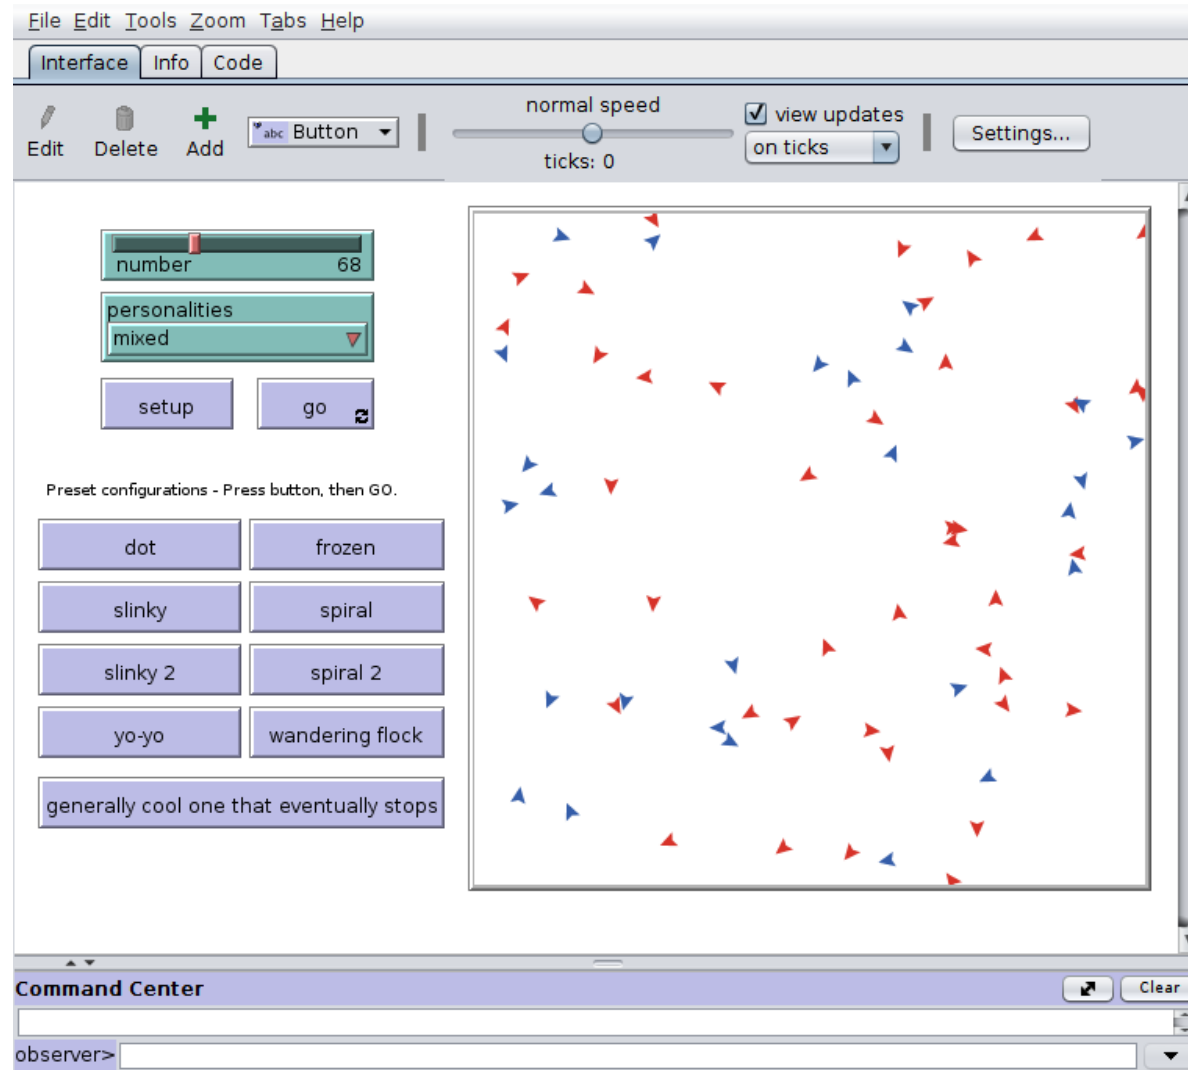 File Edit Tools Zoom Tabs Help
Interface Info Code
normal speed
view updates
Edit Delete Add abc Button
ticks: 0
on ticks
Settings...
number 68
personalities
mixed
setup go
Preset configurations - Press button, then GO.
dot frozen
slinky spiral
slinky 2 spiral 2
yo-yo wandering flock
generally cool one that eventually stops
Command Center Clear
observer>